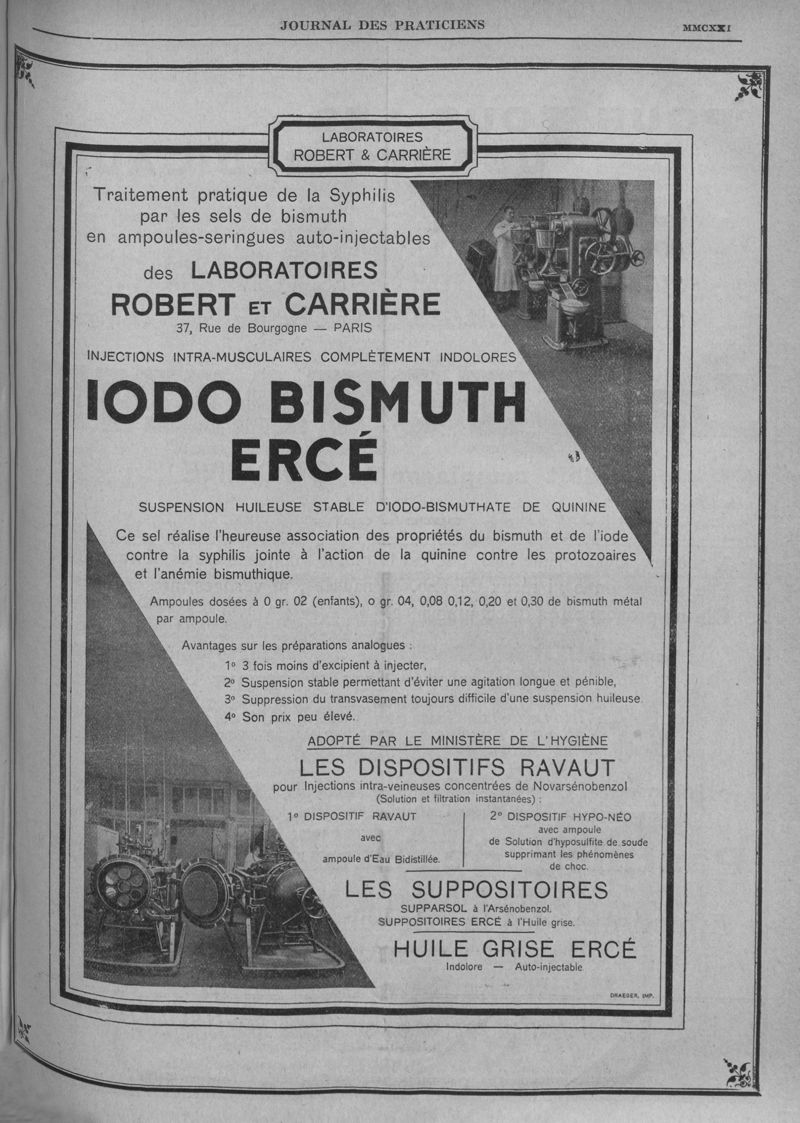 JOURNAL DES PRATICIENS
MMCXXI
LABORATOIRES
ROBERT & CARRIÈRE
Traitement pratique de la Syphilis
par les sels de bismuth
en ampoules-seringues auto-injectables
des LABORATOIRES
ROBERT ET CARRIÈRE
37, Rue de Bourgogne — PARIS
INJECTIONS INTRA-MUSCULAIRES COMPLÈTEMENT INDOLORES
IODO BISMUTH
ERCÉ
SUSPENSION HUILEUSE STABLE D'IODO-BISMUTHATE DE QUININE
Ce sel réalise l'heureuse association des propriétés du bismuth et de l'iode
contre la syphilis jointe à l'action de la quinine contre les protozoaires
et l'anémie bismuthique.
Ampoules dosées à 0 gr. 02 (enfants), o gr. 04, 0,08 0,12, 0,20 et 0,30 de bismuth métal
par ampoule.
Avantages sur les préparations analogues :
1º 3 fois moins d'excipient à injecter,
2º Suspension stable permettant d'éviter une agitation longue et pénible,
3º Suppression du transvasement toujours difficile d'une suspension huileuse
4º Son prix peu élevé.
ADOPTÉ PAR LE MINISTÈRE DE L'HYGIÈNE
LES DISPOSITIFS RAVAUT
pour Injections intra-veineuses concentrées de Novarsénobenzol
(Solution et filtration instantanées) :
1º DISPOSITIF RAVAUT
avec
ampoule d'Eau Bidistillée.
2º DISPOSITIF HYPO-NÉO
avec ampoule
de Solution d'hyposulfite de soude
supprimant les phénomènes
de choc.
LES SUPPOSITOIRES
SUPPARSOL à l'Arsénobenzol.
SUPPOSITOIRES ERCÉ à l'Huile grise.
HUILE GRISE ERCÉ
Indolore — Auto-injectable
DRAEGER, IMP.